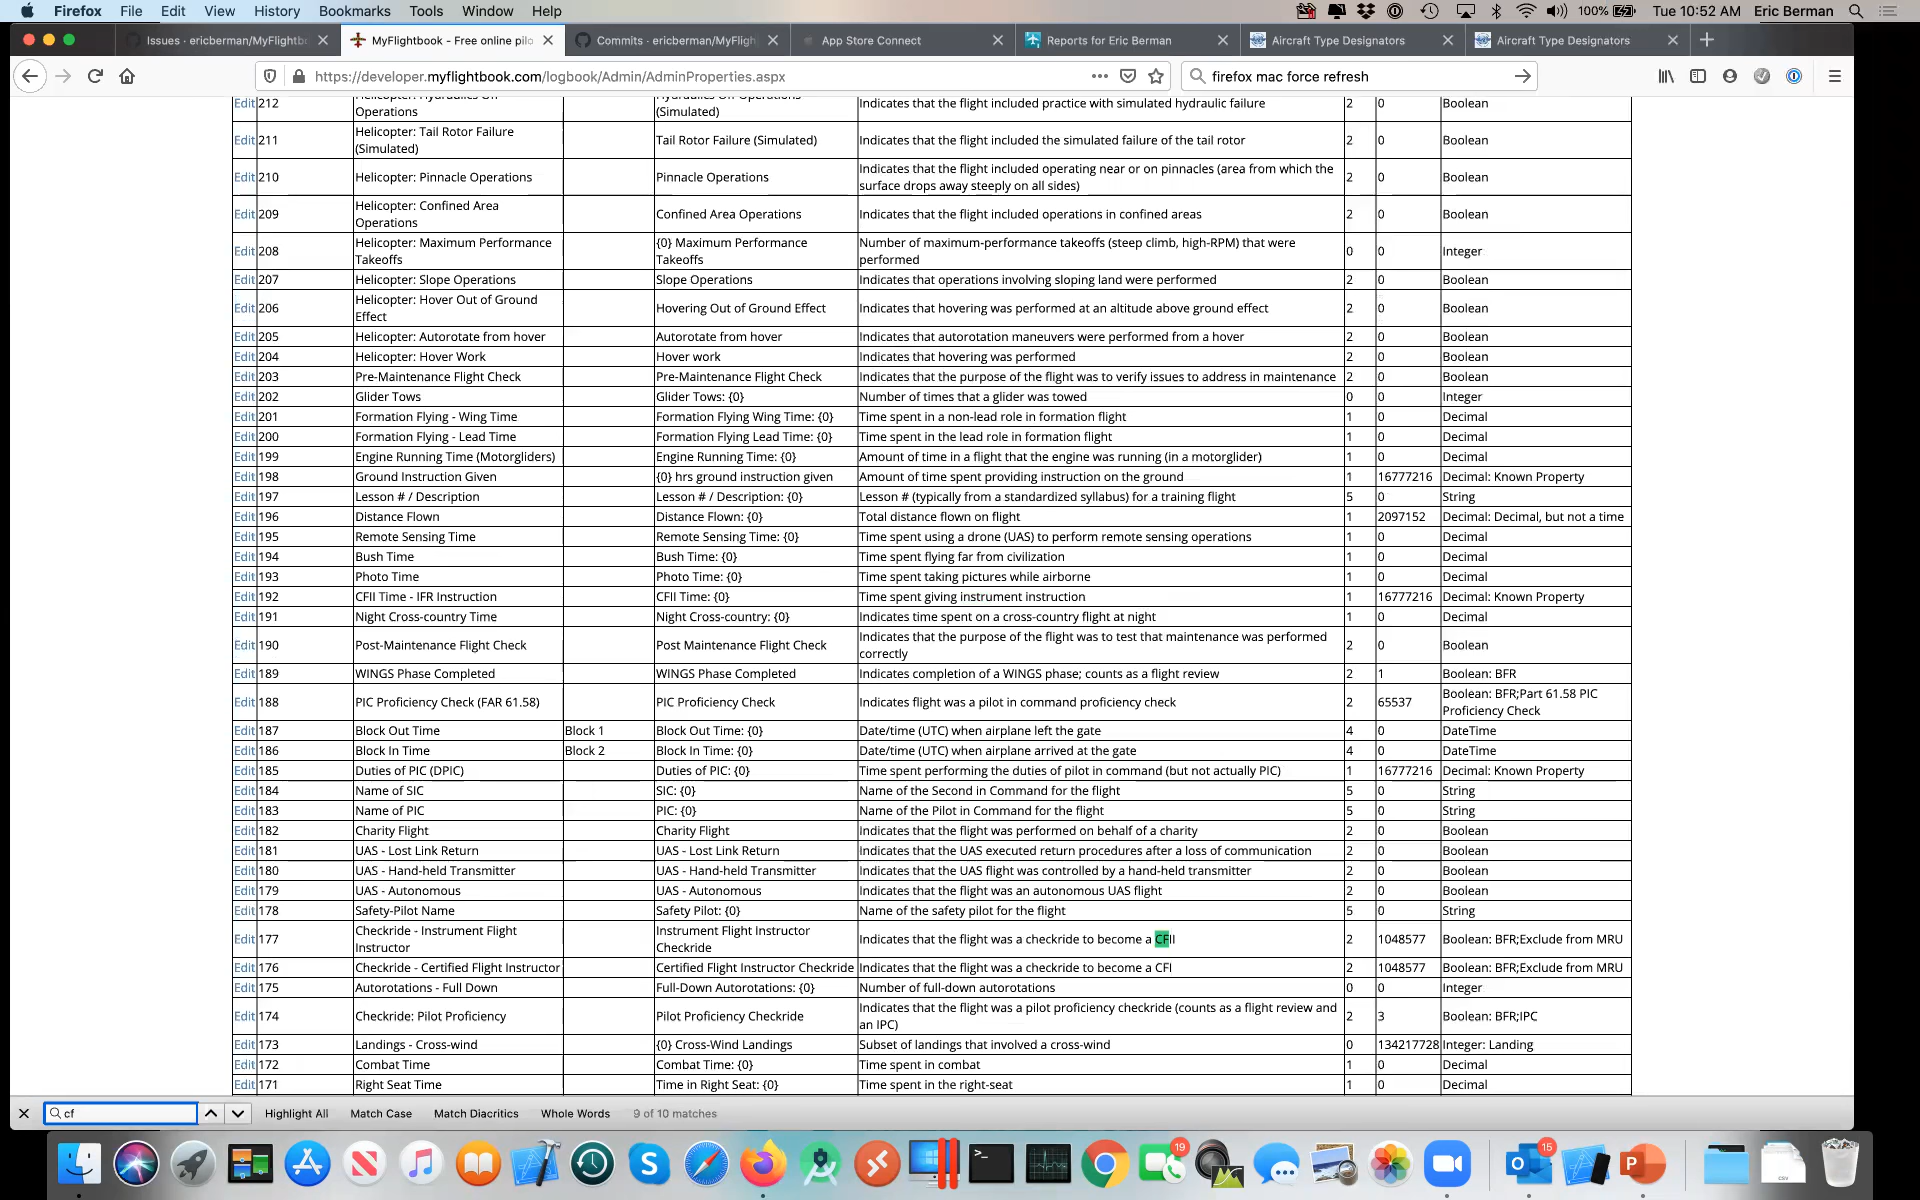 Firefox File Edit View History Bookmarks Tools Window Help 100% Tue 10:52 AM Eric Berman
Issues · ericberman/MyFlightb
MyFlightbook - Free online pilo
Commits · ericberman/MyFligh
App Store Connect
Reports for Eric Berman
Aircraft Type Designators
Aircraft Type Designators
https://developer.myflightbook.com/logbook/Admin/AdminProperties.aspx
firefox mac force refresh
Edit 212 Helicopter: Hydraulics Off Operations Hydraulics Off Operations (Simulated) Indicates that the flight included practice with simulated hydraulic failure 2 0 Boolean
Edit 211 Helicopter: Tail Rotor Failure (Simulated) Tail Rotor Failure (Simulated) Indicates that the flight included the simulated failure of the tail rotor 2 0 Boolean
Edit 210 Helicopter: Pinnacle Operations Pinnacle Operations Indicates that the flight included operating near or on pinnacles (area from which the surface drops away steeply on all sides) 2 0 Boolean
Edit 209 Helicopter: Confined Area Operations Confined Area Operations Indicates that the flight included operations in confined areas 2 0 Boolean
Edit 208 Helicopter: Maximum Performance Takeoffs {0} Maximum Performance Takeoffs Number of maximum-performance takeoffs (steep climb, high-RPM) that were performed 0 0 Integer
Edit 207 Helicopter: Slope Operations Slope Operations Indicates that operations involving sloping land were performed 2 0 Boolean
Edit 206 Helicopter: Hover Out of Ground Effect Hovering Out of Ground Effect Indicates that hovering was performed at an altitude above ground effect 2 0 Boolean
Edit 205 Helicopter: Autorotate from hover Autorotate from hover Indicates that autorotation maneuvers were performed from a hover 2 0 Boolean
Edit 204 Helicopter: Hover Work Hover work Indicates that hovering was performed 2 0 Boolean
Edit 203 Pre-Maintenance Flight Check Pre-Maintenance Flight Check Indicates that the purpose of the flight was to verify issues to address in maintenance 2 0 Boolean
Edit 202 Glider Tows Glider Tows: {0} Number of times that a glider was towed 0 0 Integer
Edit 201 Formation Flying - Wing Time Formation Flying Wing Time: {0} Time spent in a non-lead role in formation flight 1 0 Decimal
Edit 200 Formation Flying - Lead Time Formation Flying Lead Time: {0} Time spent in the lead role in formation flight 1 0 Decimal
Edit 199 Engine Running Time (Motorgliders) Engine Running Time: {0} Amount of time in a flight that the engine was running (in a motorglider) 1 0 Decimal
Edit 198 Ground Instruction Given {0} hrs ground instruction given Amount of time spent providing instruction on the ground 1 16777216 Decimal: Known Property
Edit 197 Lesson # / Description Lesson # / Description: {0} Lesson # (typically from a standardized syllabus) for a training flight 5 0 String
Edit 196 Distance Flown Distance Flown: {0} Total distance flown on flight 1 2097152 Decimal: Decimal, but not a time
Edit 195 Remote Sensing Time Remote Sensing Time: {0} Time spent using a drone (UAS) to perform remote sensing operations 1 0 Decimal
Edit 194 Bush Time Bush Time: {0} Time spent flying far from civilization 1 0 Decimal
Edit 193 Photo Time Photo Time: {0} Time spent taking pictures while airborne 1 0 Decimal
Edit 192 CFII Time - IFR Instruction CFII Time: {0} Time spent giving instrument instruction 1 16777216 Decimal: Known Property
Edit 191 Night Cross-country Time Night Cross-country: {0} Indicates time spent on a cross-country flight at night 1 0 Decimal
Edit 190 Post-Maintenance Flight Check Post Maintenance Flight Check Indicates that the purpose of the flight was to test that maintenance was performed correctly 2 0 Boolean
Edit 189 WINGS Phase Completed WINGS Phase Completed Indicates completion of a WINGS phase; counts as a flight review 2 1 Boolean: BFR
Edit 188 PIC Proficiency Check (FAR 61.58) PIC Proficiency Check Indicates flight was a pilot in command proficiency check 2 65537 Boolean: BFR;Part 61.58 PIC Proficiency Check
Edit 187 Block Out Time Block 1 Block Out Time: {0} Date/time (UTC) when airplane left the gate 4 0 DateTime
Edit 186 Block In Time Block 2 Block In Time: {0} Date/time (UTC) when airplane arrived at the gate 4 0 DateTime
Edit 185 Duties of PIC (DPIC) Duties of PIC: {0} Time spent performing the duties of pilot in command (but not actually PIC) 1 16777216 Decimal: Known Property
Edit 184 Name of SIC SIC: {0} Name of the Second in Command for the flight 5 0 String
Edit 183 Name of PIC PIC: {0} Name of the Pilot in Command for the flight 5 0 String
Edit 182 Charity Flight Charity Flight Indicates that the flight was performed on behalf of a charity 2 0 Boolean
Edit 181 UAS - Lost Link Return UAS - Lost Link Return Indicates that the UAS executed return procedures after a loss of communication 2 0 Boolean
Edit 180 UAS - Hand-held Transmitter UAS - Hand-held Transmitter Indicates that the UAS flight was controlled by a hand-held transmitter 2 0 Boolean
Edit 179 UAS - Autonomous UAS - Autonomous Indicates that the flight was an autonomous UAS flight 2 0 Boolean
Edit 178 Safety-Pilot Name Safety Pilot: {0} Name of the safety pilot for the flight 5 0 String
Edit 177 Checkride - Instrument Flight Instructor Instrument Flight Instructor Checkride Indicates that the flight was a checkride to become a CFII 2 1048577 Boolean: BFR;Exclude from MRU
Edit 176 Checkride - Certified Flight Instructor Certified Flight Instructor Checkride Indicates that the flight was a checkride to become a CFI 2 1048577 Boolean: BFR;Exclude from MRU
Edit 175 Autorotations - Full Down Full-Down Autorotations: {0} Number of full-down autorotations 0 0 Integer
Edit 174 Checkride: Pilot Proficiency Pilot Proficiency Checkride Indicates that the flight was a pilot proficiency checkride (counts as a flight review and an IPC) 2 3 Boolean: BFR;IPC
Edit 173 Landings - Cross-wind {0} Cross-Wind Landings Subset of landings that involved a cross-wind 0 134217728 Integer: Landing
Edit 172 Combat Time Combat Time: {0} Time spent in combat 1 0 Decimal
Edit 171 Right Seat Time Time in Right Seat: {0} Time spent in the right-seat 1 0 Decimal
cf Highlight All Match Case Match Diacritics Whole Words 9 of 10 matches
19
15